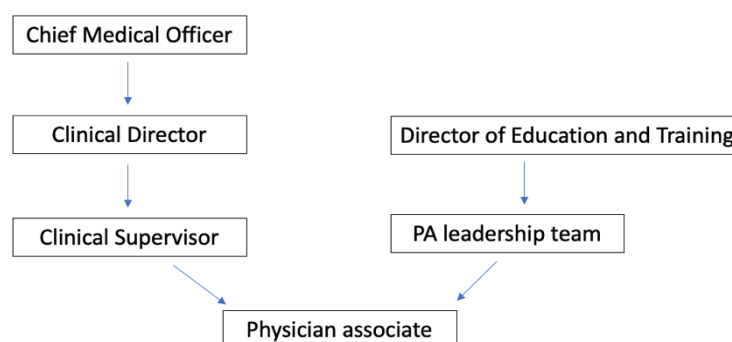 Chief Medical Officer
Clinical Director
Director of Education and Training
Clinical Supervisor
PA leadership team
Physician associate